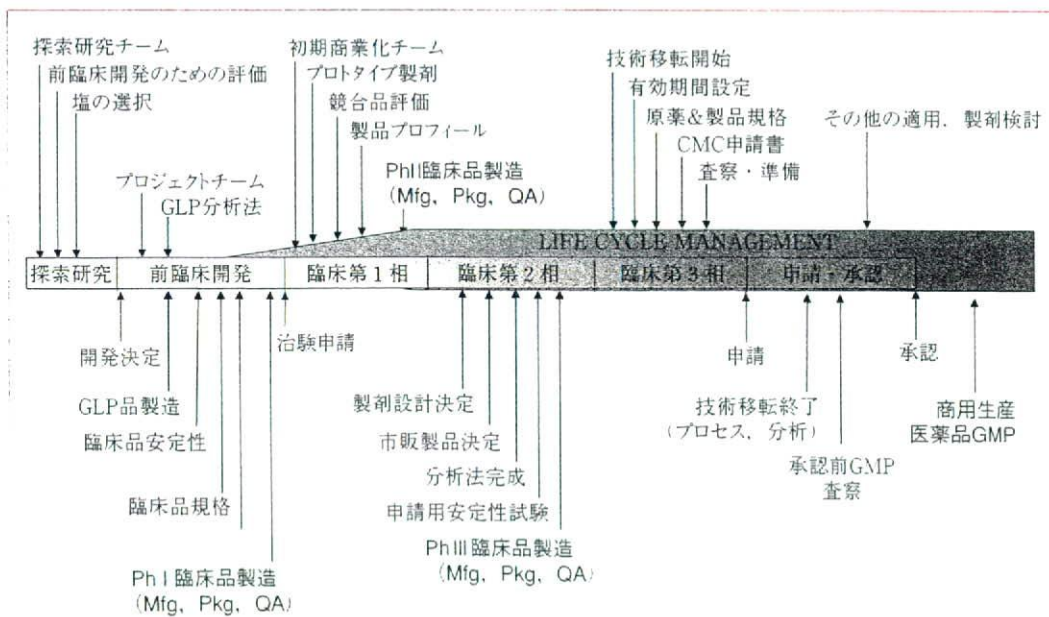 探索研究チーム
前臨床開発のための評価
塩の選択
プロジェクトチーム
GLP分析法
初期商業化チーム
プロトタイプ製剤
競合品評価
製品プロフィール
PhII臨床品製造
(Mfg, Pkg, QA)
技術移転開始
有効期間設定
原薬&製品規格
CMC申請書
査察・準備
その他の適用, 製剤検討
LIFE CYCLE MANAGEMENT
探索研究
前臨床開発
臨床第1相
臨床第2相
臨床第3相
申請・承認
開発決定
GLP品製造
臨床品安定性
臨床品規格
PhI臨床品製造
(Mfg, Pkg, QA)
治験申請
製剤設計決定
市販製品決定
分析法完成
申請用安定性試験
PhIII臨床品製造
(Mfg, Pkg, QA)
申請
技術移転終了
(プロセス, 分析)
承認前GMP
査察
承認
商用生産
医薬品GMP